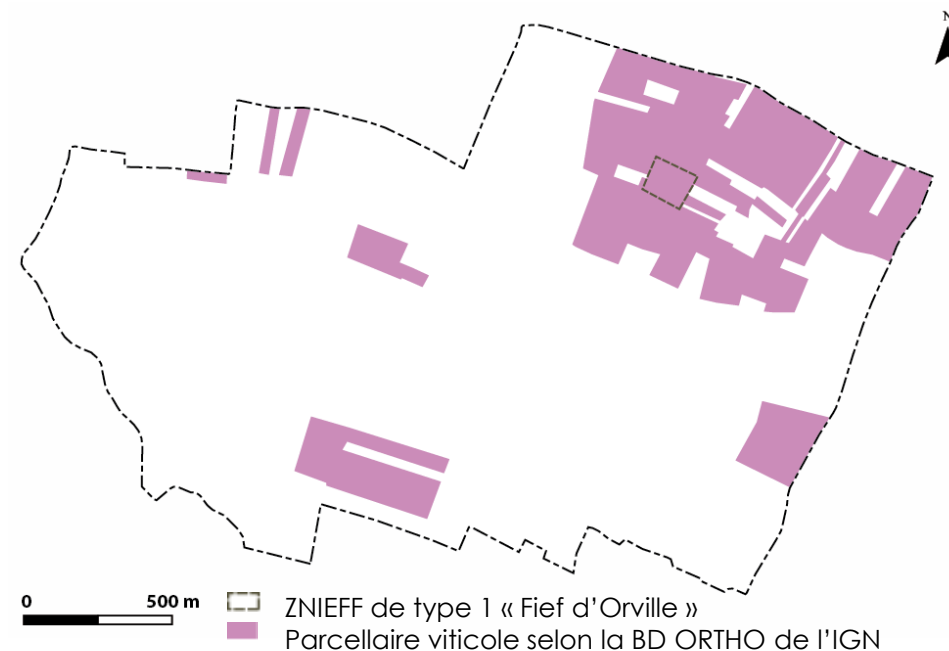 N
0 500 m
ZNIEFF de type 1 « Fief d’Orville »
Parcellaire viticole selon la BD ORTHO de l’IGN